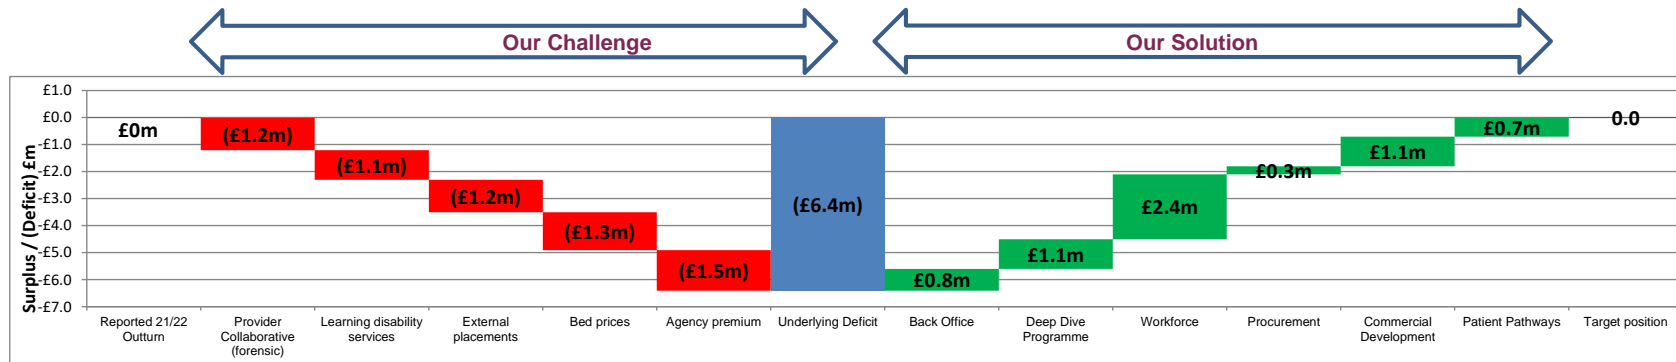 Our Challenge
Our Solution
Surplus / (Deficit) £m
£1.0
£0.0
-£1.0
-£2.0
-£3.0
-£4.0
-£5.0
-£6.0
-£7.0
£0m
(£1.2m)
(£1.1m)
(£1.2m)
(£1.3m)
(£1.5m)
(£6.4m)
£0.8m
£1.1m
£2.4m
£0.3m
£1.1m
£0.7m
0.0
Reported 21/22
Outturn
Provider
Collaborative
(forensic)
Learning disability
services
External
placements
Bed prices
Agency premium
Underlying Deficit
Back Office
Deep Dive
Programme
Workforce
Procurement
Commercial
Development
Patient Pathways
Target position